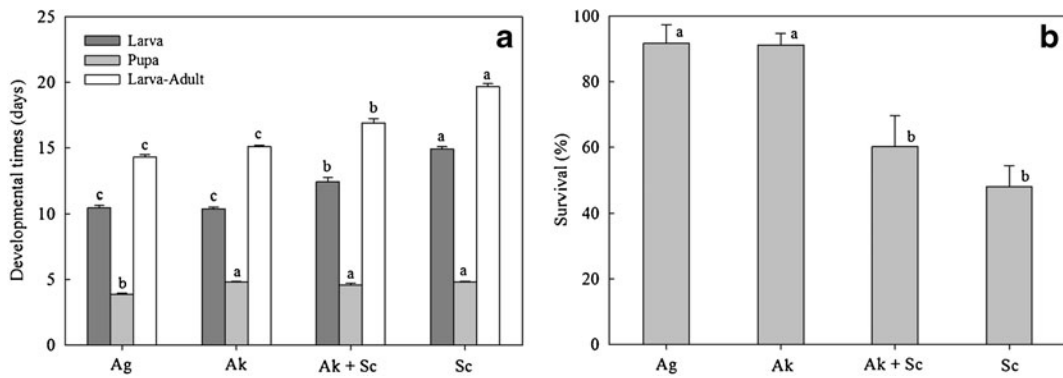 a
Developmental times (days)
25
20
15
10
5
0
Larva
Pupa
Larva-Adult
c
b
c
c
a
c
b
a
b
a
a
a
Ag
Ak
Ak + Sc
Sc
b
Survival (%)
100
80
60
40
20
0
a
a
b
b
Ag
Ak
Ak + Sc
Sc